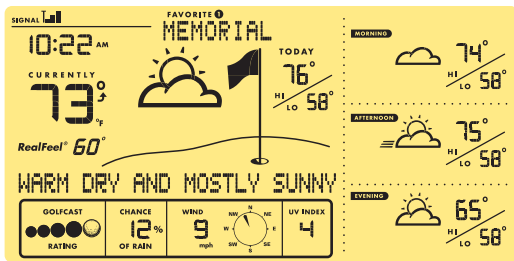 SIGNAL
FAVORITE 1
MEMORIAL
10:22 AM
CURRENTLY
73° °F
RealFeel® 60°
TODAY
76°
HI
LO 58°
WARM DRY AND MOSTLY SUNNY
GOLFCAST
RATING
CHANCE
12%
OF RAIN
WIND
9
mph
N
NE
E
SE
S
SW
W
NW
UV INDEX
4
MORNING
74°
HI
LO 58°
AFTERNOON
75°
HI
LO 58°
EVENING
65°
HI
LO 58°